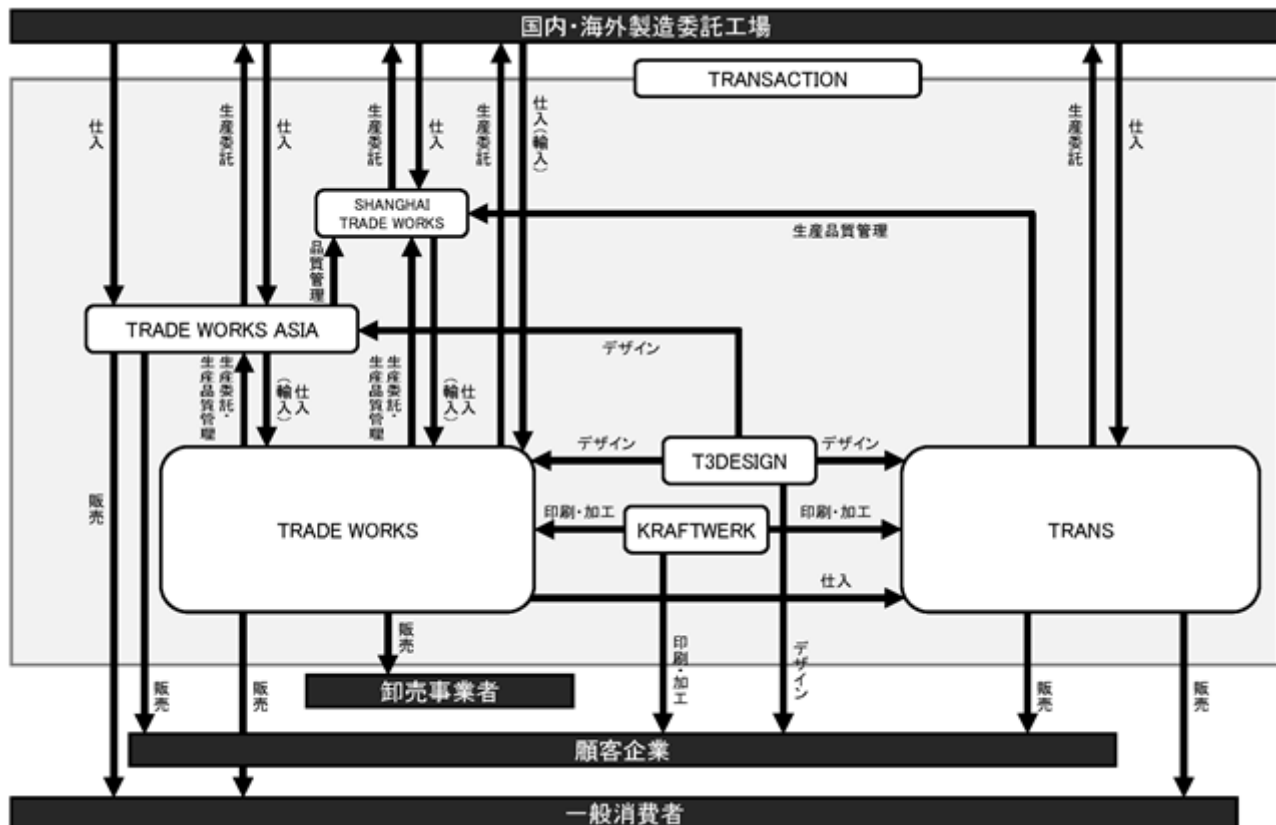 国内・海外製造委託工場
TRANSACTION
仕入
生産委託
仕入
生産委託
仕入
生産委託
仕入(輸入)
生産委託
仕入
SHANGHAI
TRADE WORKS
生産品質管理
品質管理
TRADE WORKS ASIA
デザイン
生産委託・
生産品質管理
仕入
(輸入)
生産委託・
生産品質管理
仕入
(輸入)
デザイン
T3DESIGN
デザイン
印刷・加工
KRAFTWERK
印刷・加工
TRADE WORKS
TRANS
仕入
販売
販売
印刷・加工
デザイン
卸売事業者
販売
販売
販売
販売
顧客企業
一般消費者